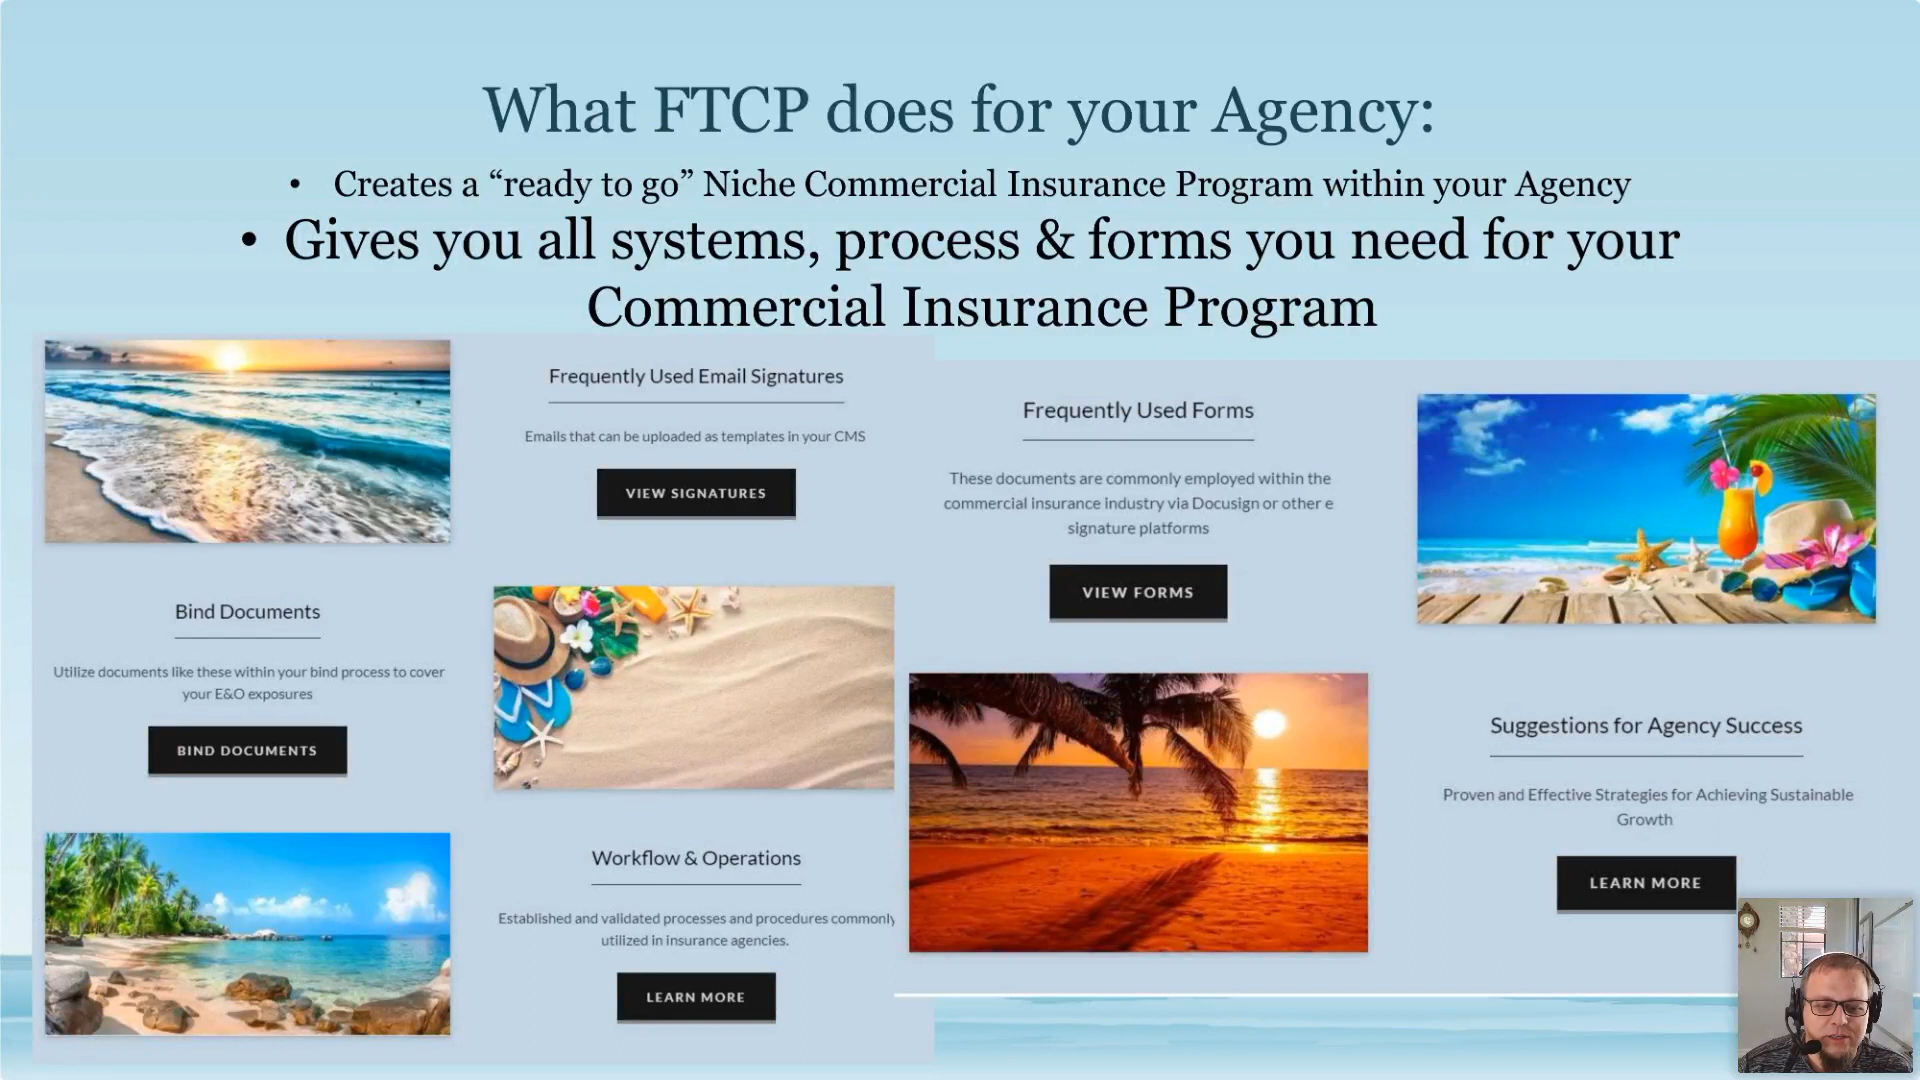 What FTCP does for your Agency:
• Creates a “ready to go” Niche Commercial Insurance Program within your Agency
• Gives you all systems, process & forms you need for your
Commercial Insurance Program
Frequently Used Email Signatures
Emails that can be uploaded as templates in your CMS
VIEW SIGNATURES
Bind Documents
Utilize documents like these within your bind process to cover
your E&O exposures
BIND DOCUMENTS
Workflow & Operations
Established and validated processes and procedures commonly
utilized in insurance agencies.
LEARN MORE
Frequently Used Forms
These documents are commonly employed within the
commercial insurance industry via Docusign or other e
signature platforms
VIEW FORMS
Suggestions for Agency Success
Proven and Effective Strategies for Achieving Sustainable
Growth
LEARN MORE